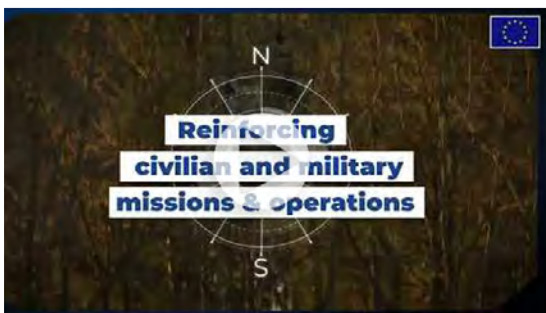 N
Reinforcing
civilian and military
missions & operations
S